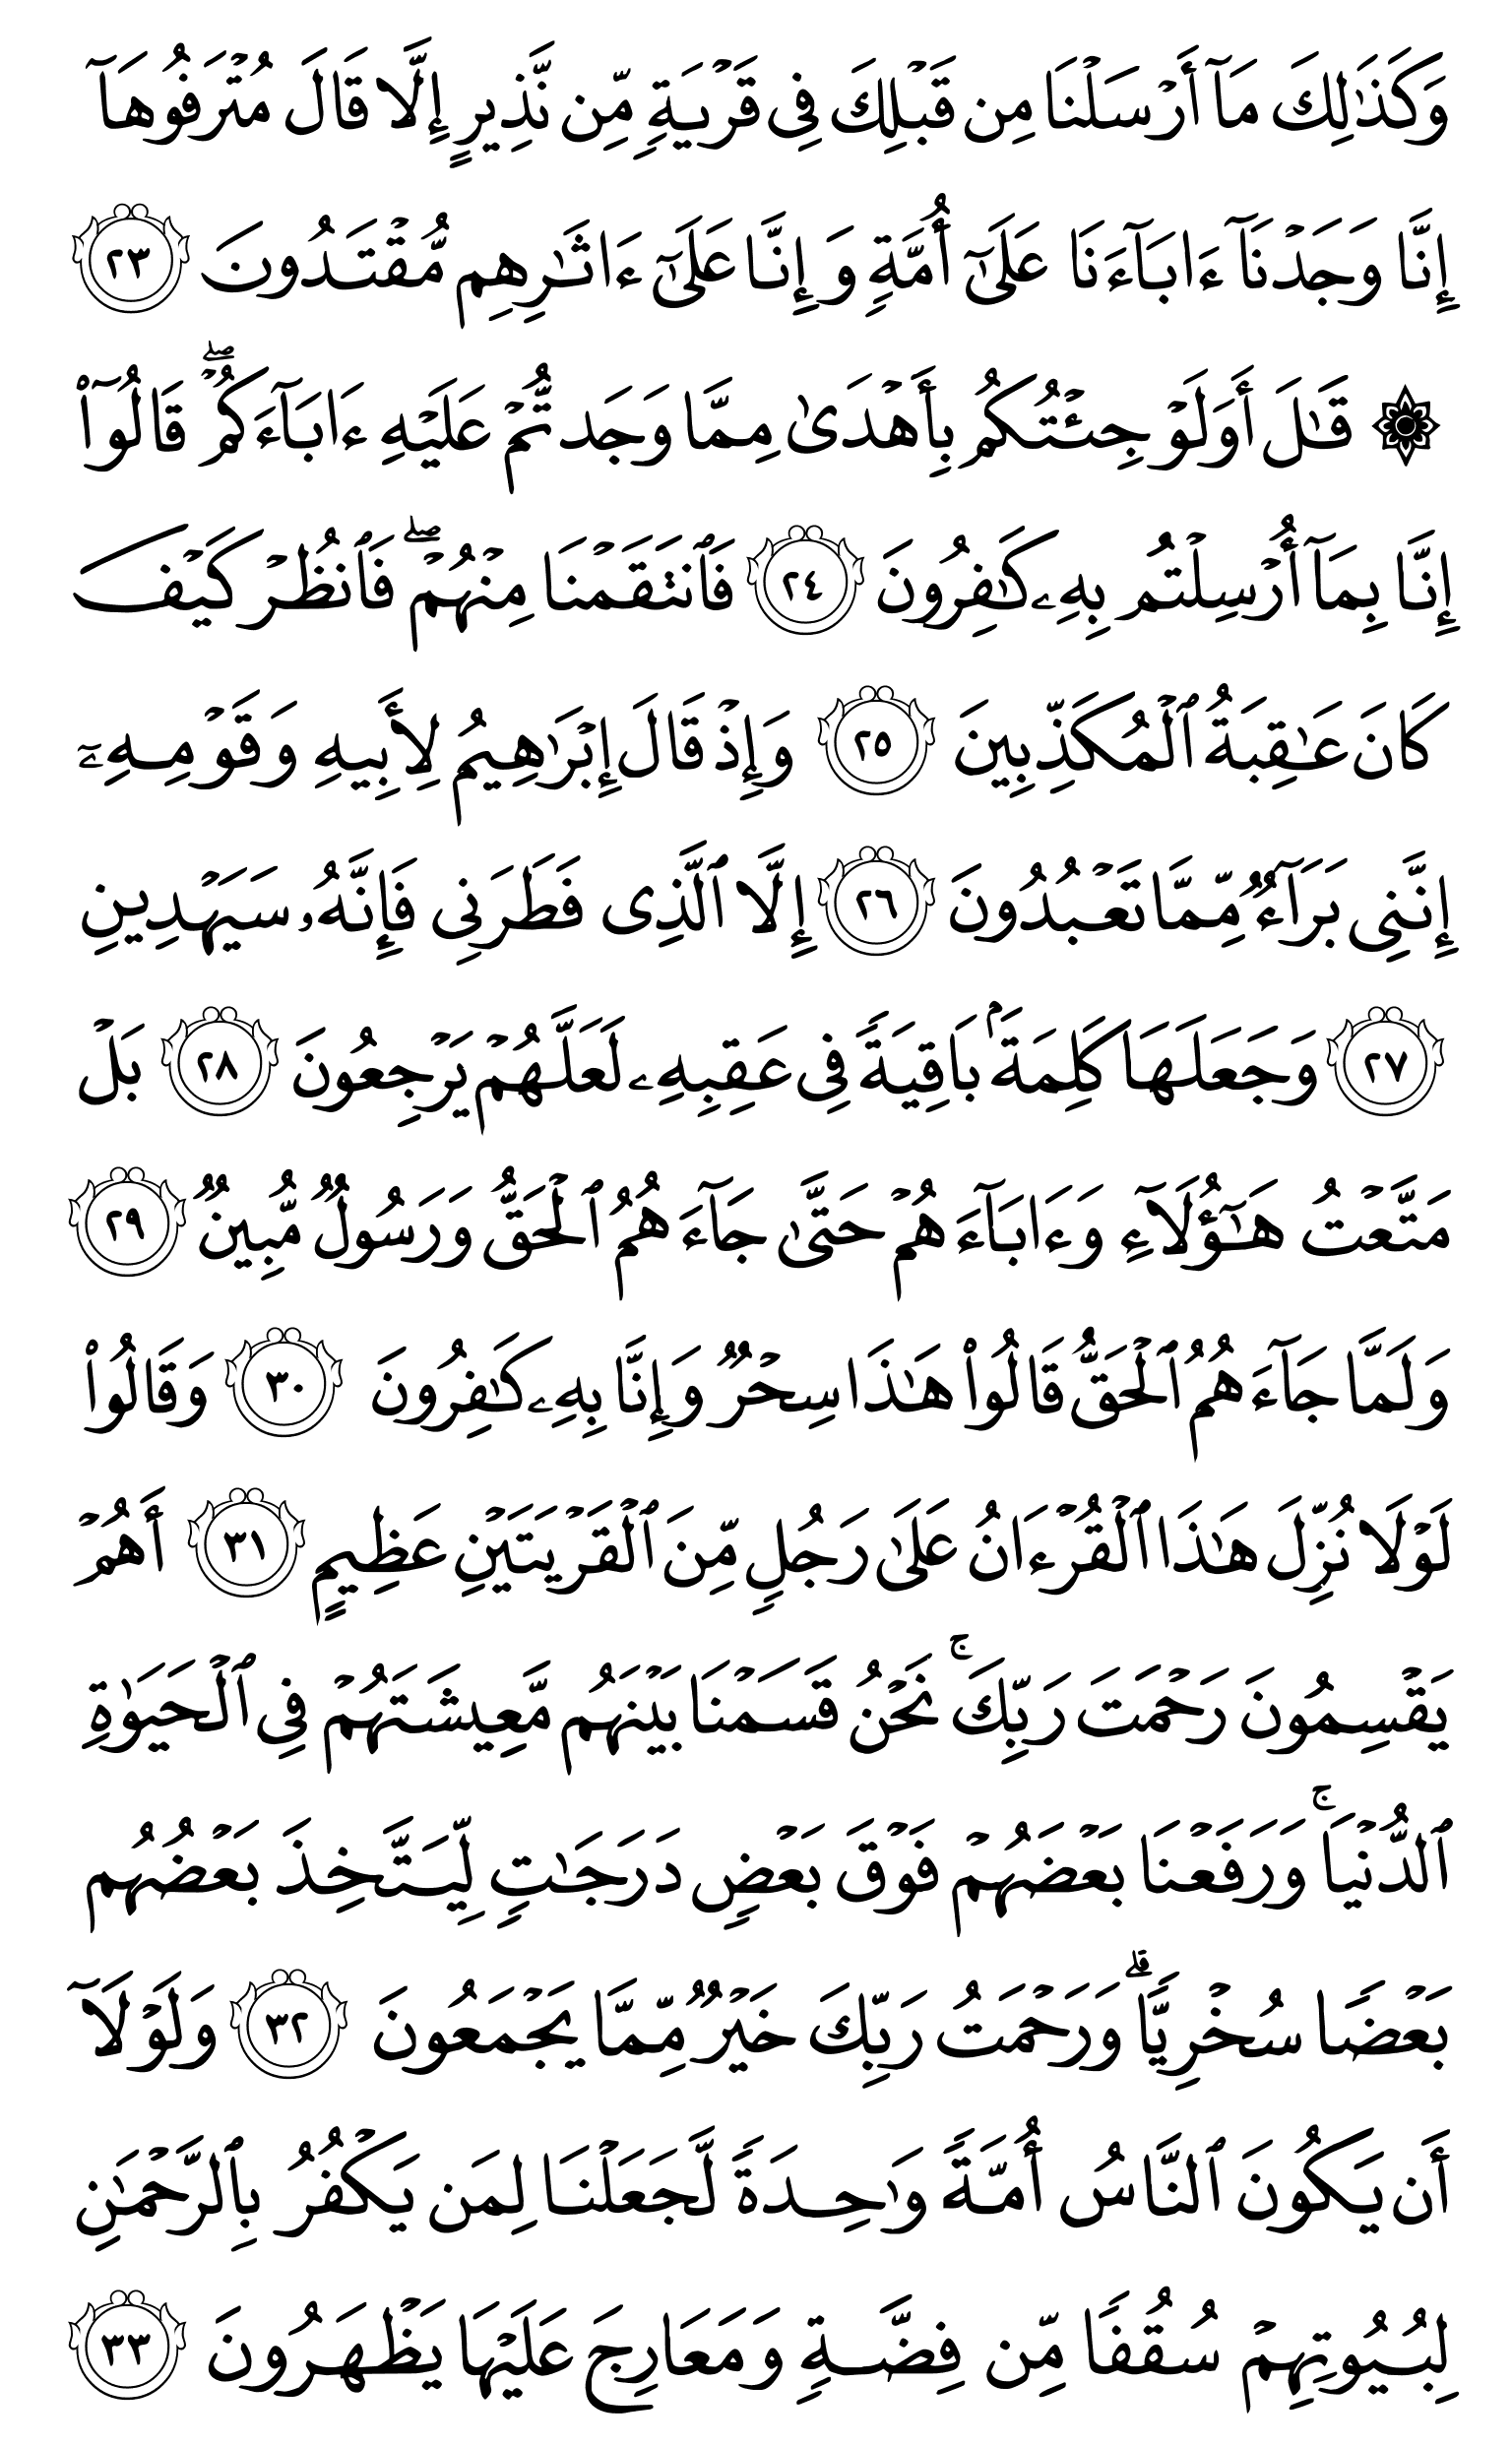 وَكَذَٰلِكَ مَآ أَرۡسَلۡنَا مِن قَبۡلِكَ فِي قَرۡيَةٖ مِّن نَّذِيرٍ إِلَّا قَالَ مُتۡرَفُوهَآ
إِنَّا وَجَدۡنَآ ءَابَآءَنَا عَلَىٰٓ أُمَّةٖ وَإِنَّا عَلَىٰٓ ءَاثَٰرِهِم مُّقۡتَدُونَ ٢٣
۞ قَٰلَ أَوَلَوۡ جِئۡتُكُم بِأَهۡدَىٰ مِمَّا وَجَدتُّمۡ عَلَيۡهِ ءَابَآءَكُمۡۖ قَالُوٓاْ
إِنَّا بِمَآ أُرۡسِلۡتُم بِهِۦ كَٰفِرُونَ ٢٤ فَٱنتَقَمۡنَا مِنۡهُمۡۖ فَٱنظُرۡ كَيۡفَ
كَانَ عَٰقِبَةُ ٱلۡمُكَذِّبِينَ ٢٥ وَإِذۡ قَالَ إِبۡرَٰهِيمُ لِأَبِيهِ وَقَوۡمِهِۦٓ
إِنَّنِي بَرَآءٞ مِّمَّا تَعۡبُدُونَ ٢٦ إِلَّا ٱلَّذِي فَطَرَنِي فَإِنَّهُۥ سَيَهۡدِينِ
٢٧ وَجَعَلَهَا كَلِمَةَۢ بَاقِيَةٗ فِي عَقِبِهِۦ لَعَلَّهُمۡ يَرۡجِعُونَ ٢٨ بَلۡ
مَتَّعۡتُ هَٰٓؤُلَآءِ وَءَابَآءَهُمۡ حَتَّىٰ جَآءَهُمُ ٱلۡحَقُّ وَرَسُولٞ مُّبِينٞ ٢٩
وَلَمَّا جَآءَهُمُ ٱلۡحَقُّ قَالُواْ هَٰذَا سِحۡرٞ وَإِنَّا بِهِۦ كَٰفِرُونَ ٣٠ وَقَالُواْ
لَوۡلَا نُزِّلَ هَٰذَا ٱلۡقُرۡءَانُ عَلَىٰ رَجُلٖ مِّنَ ٱلۡقَرۡيَتَيۡنِ عَظِيمٍ ٣١ أَهُمۡ
يَقۡسِمُونَ رَحۡمَتَ رَبِّكَۚ نَحۡنُ قَسَمۡنَا بَيۡنَهُم مَّعِيشَتَهُمۡ فِي ٱلۡحَيَوٰةِ
ٱلدُّنۡيَاۚ وَرَفَعۡنَا بَعۡضَهُمۡ فَوۡقَ بَعۡضٖ دَرَجَٰتٖ لِّيَتَّخِذَ بَعۡضُهُم
بَعۡضٗا سُخۡرِيّٗاۗ وَرَحۡمَتُ رَبِّكَ خَيۡرٞ مِّمَّا يَجۡمَعُونَ ٣٢ وَلَوۡلَآ
أَن يَكُونَ ٱلنَّاسُ أُمَّةٗ وَٰحِدَةٗ لَّجَعَلۡنَا لِمَن يَكۡفُرُ بِٱلرَّحۡمَٰنِ
لِبُيُوتِهِمۡ سُقُفٗا مِّن فِضَّةٖ وَمَعَارِجَ عَلَيۡهَا يَظۡهَرُونَ ٣٣